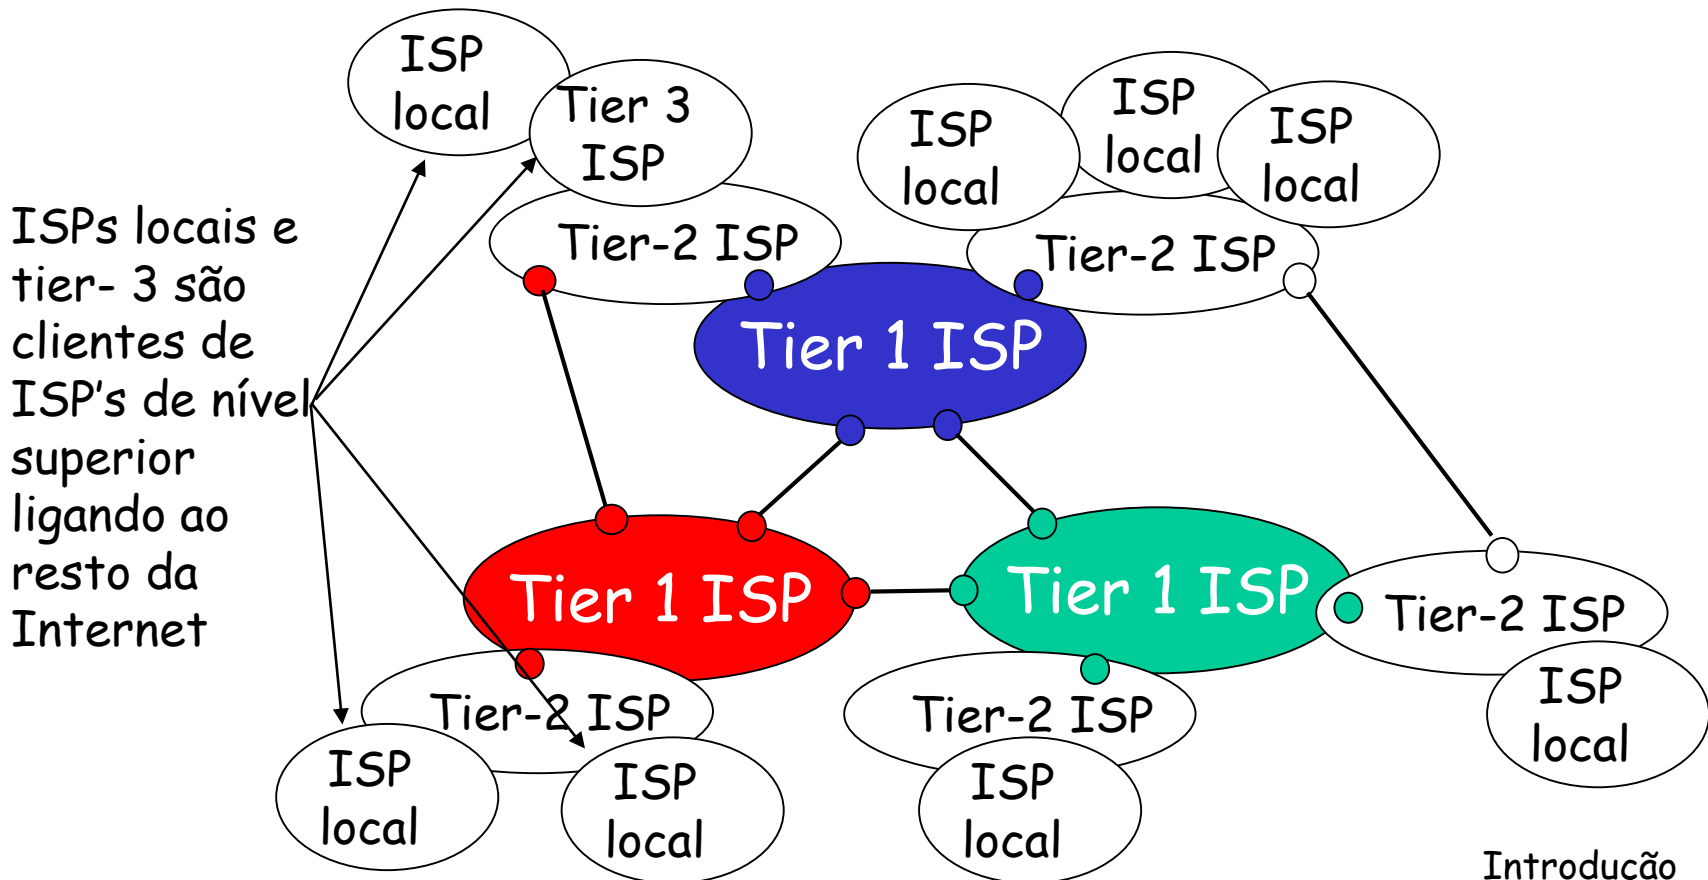 ISP
local
Tier 3
ISP
ISP
local
ISP
local
ISP
local
ISPs locais e
tier- 3 são
clientes de
ISP's de nível
superior
ligando ao
resto da
Internet
Tier-2 ISP
Tier-2 ISP
Tier 1 ISP
Tier 1 ISP
Tier 1 ISP
Tier-2 ISP
Tier-2 ISP
Tier-2 ISP
ISP
local
ISP
local
ISP
local
ISP
local
Introdução